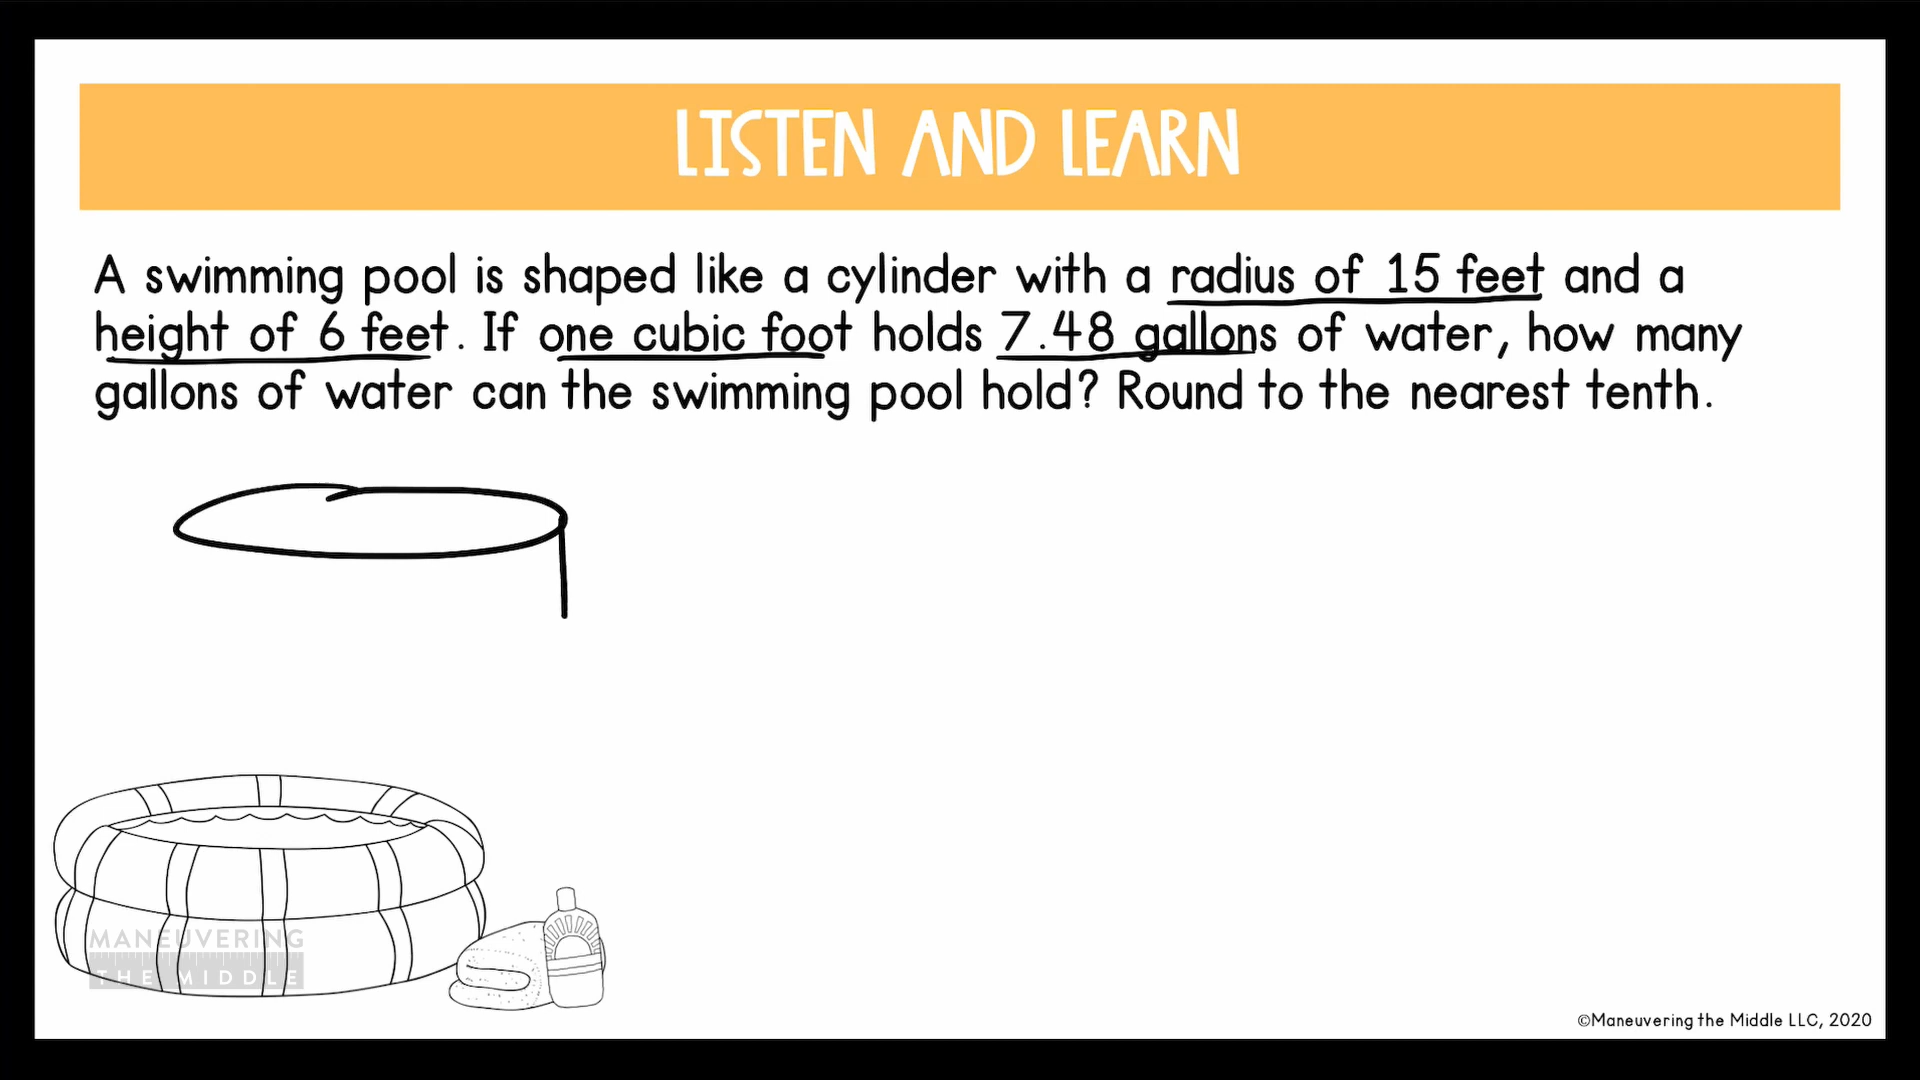 LISTEN AND LEARN
A swimming pool is shaped like a cylinder with a radius of 15 feet and a
height of 6 feet. If one cubic foot holds 7.48 gallons of water, how many
gallons of water can the swimming pool hold? Round to the nearest tenth.
MANEUVERING
THE MIDDLE
©Maneuvering the Middle LLC, 2020